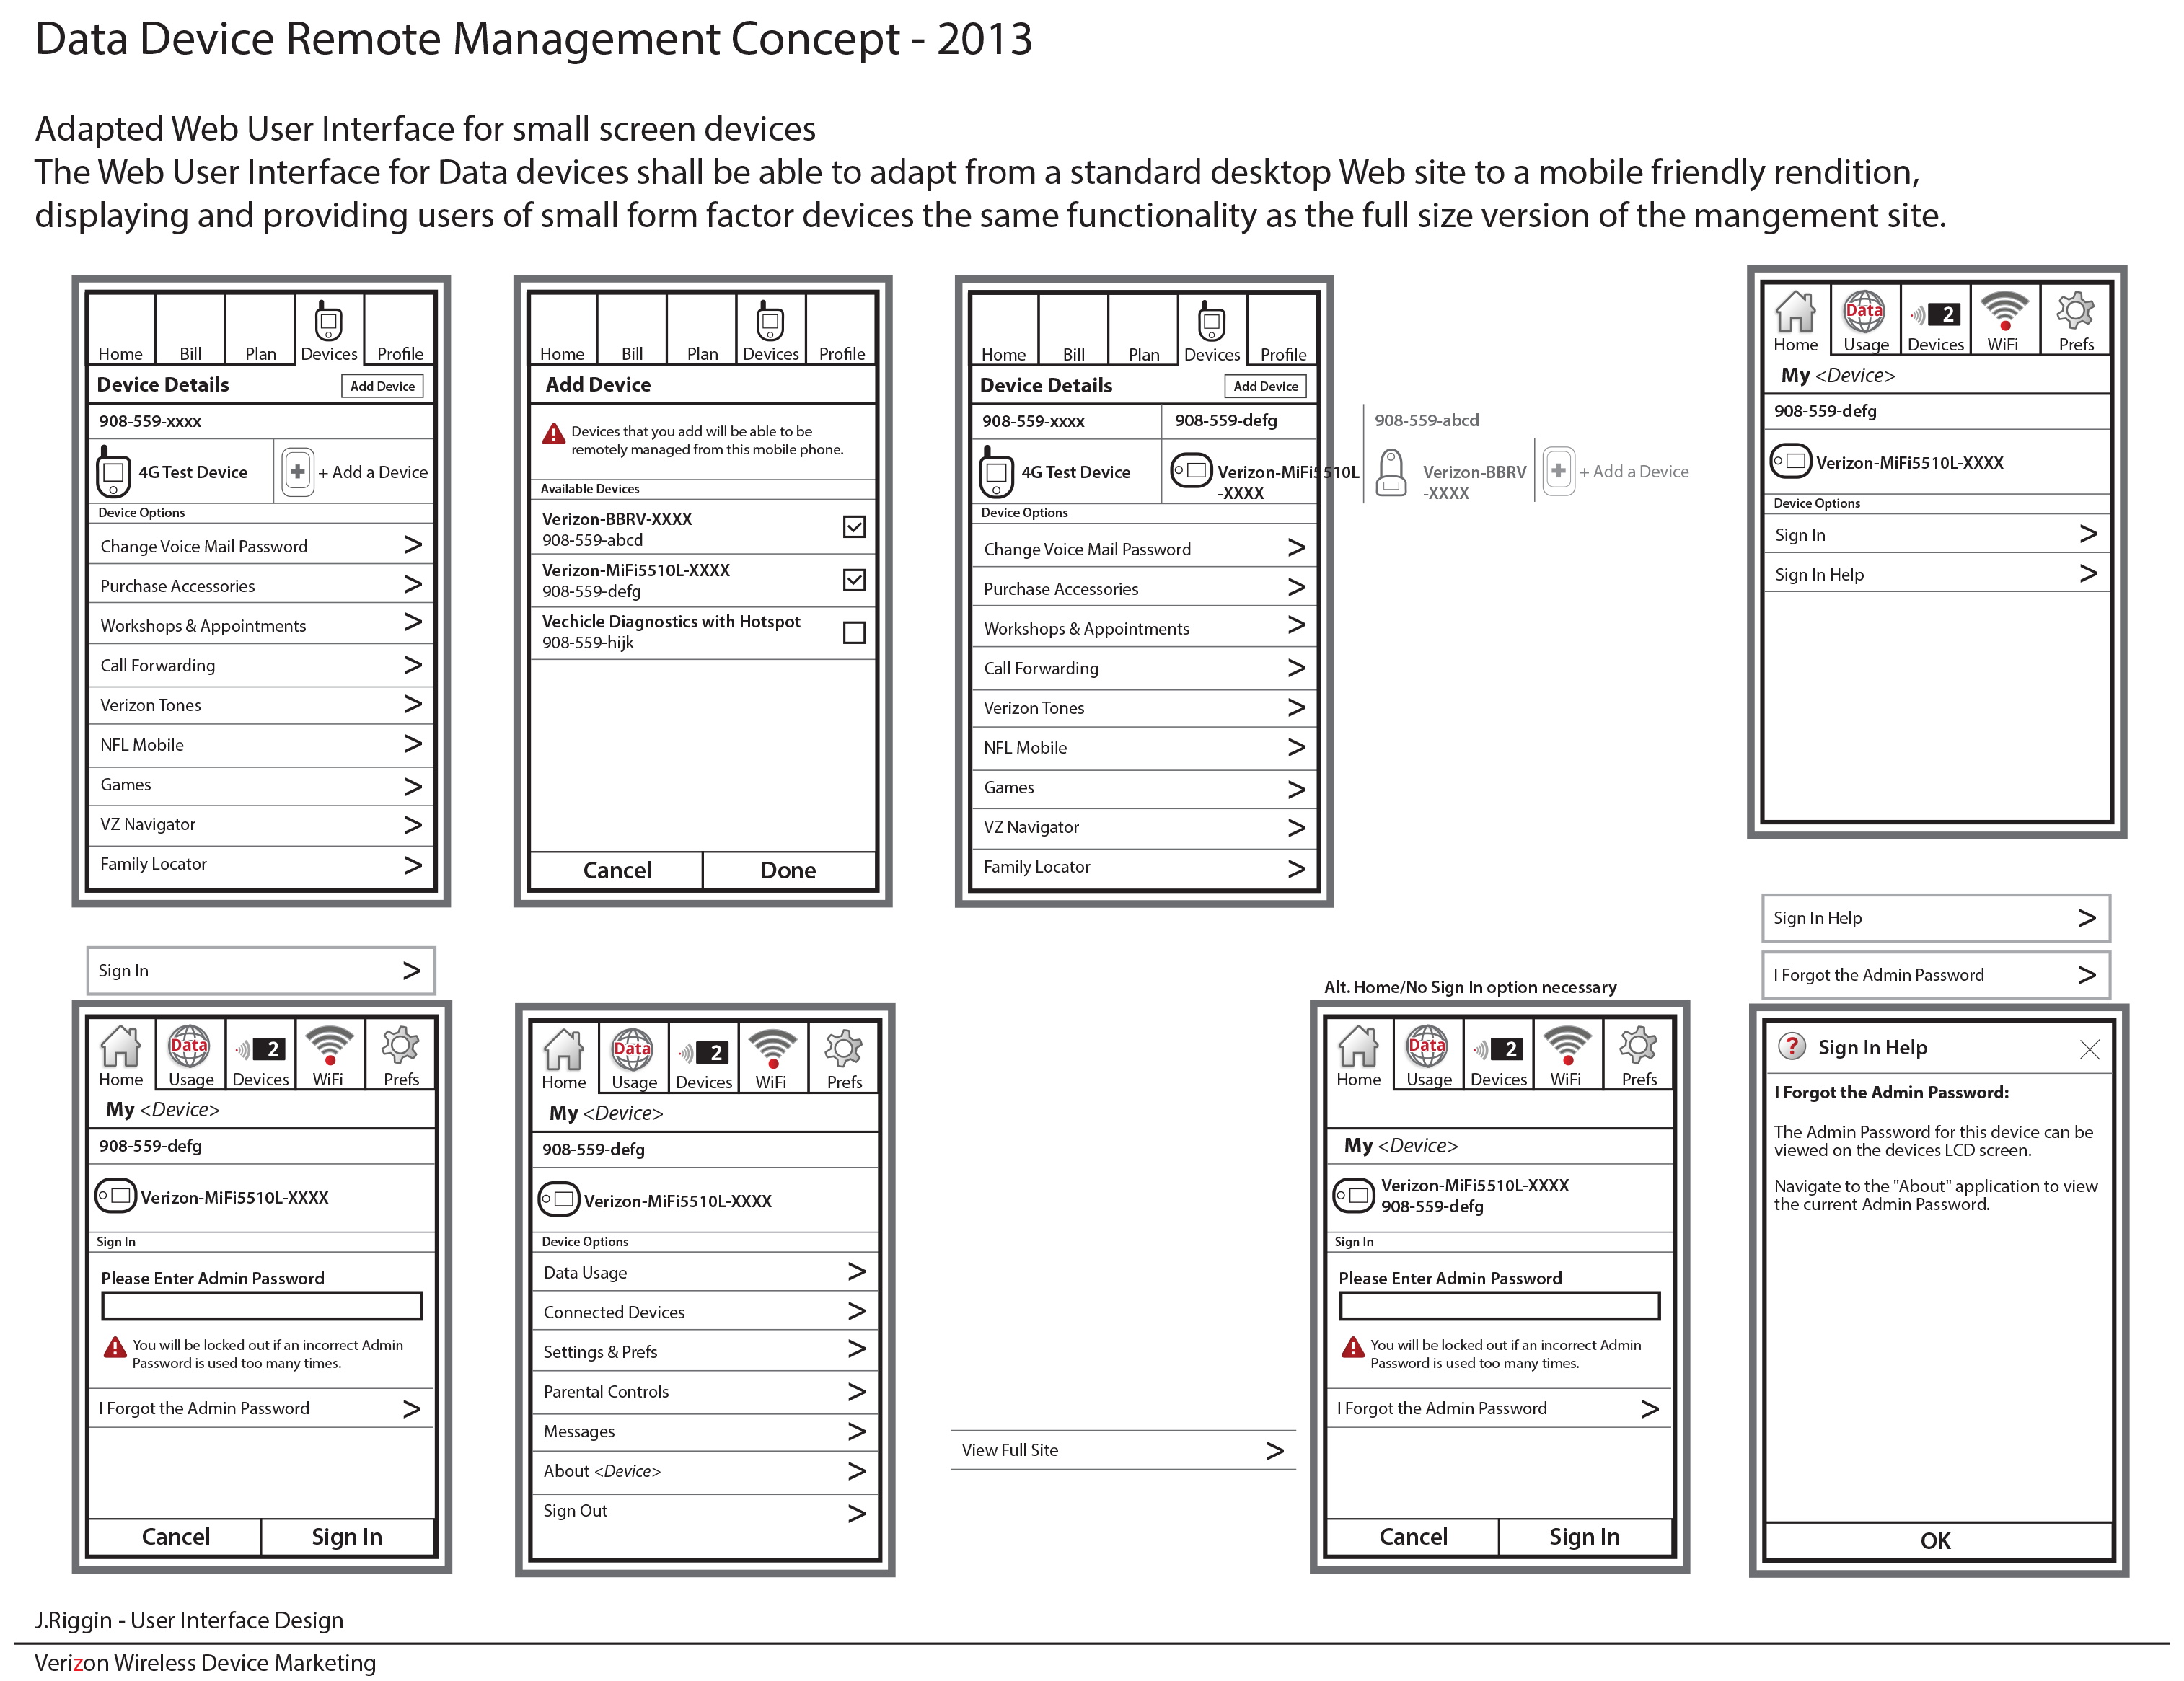 Data Device Remote Management Concept - 2013
Adapted Web User Interface for small screen devices
The Web User Interface for Data devices shall be able to adapt from a standard desktop Web site to a mobile friendly rendition,
displaying and providing users of small form factor devices the same functionality as the full size version of the mangement site.
Home Bill Plan Devices Profile
Device Details Add Device
908-559-xxxx
4G Test Device + Add a Device
Device Options
Change Voice Mail Password >
Purchase Accessories >
Workshops & Appointments >
Call Forwarding >
Verizon Tones >
NFL Mobile >
Games >
VZ Navigator >
Family Locator >
Home Bill Plan Devices Profile
Add Device
Devices that you add will be able to be
remotely managed from this mobile phone.
Available Devices
Verizon-BBRV-XXXX
908-559-abcd
Verizon-MiFi5510L-XXXX
908-559-defg
Vechicle Diagnostics with Hotspot
908-559-hijk
Cancel Done
Home Bill Plan Devices Profile
Device Details Add Device
908-559-xxxx 908-559-defg 908-559-abcd
4G Test Device Verizon-MiFi5510L Verizon-BBRV + Add a Device
-XXXX -XXXX
Device Options
Change Voice Mail Password >
Purchase Accessories >
Workshops & Appointments >
Call Forwarding >
Verizon Tones >
NFL Mobile >
Games >
VZ Navigator >
Family Locator >
Data 2
Home Usage Devices WiFi Prefs
My <Device>
908-559-defg
Verizon-MiFi5510L-XXXX
Device Options
Sign In >
Sign In Help >
Sign In >
Data 2
Home Usage Devices WiFi Prefs
My <Device>
908-559-defg
Verizon-MiFi5510L-XXXX
Sign In
Please Enter Admin Password
You will be locked out if an incorrect Admin
Password is used too many times.
I Forgot the Admin Password >
Cancel Sign In
Data 2
Home Usage Devices WiFi Prefs
My <Device>
908-559-defg
Verizon-MiFi5510L-XXXX
Device Options
Data Usage >
Connected Devices >
Settings & Prefs >
Parental Controls >
Messages >
About <Device> >
Sign Out >
View Full Site >
Alt. Home/No Sign In option necessary
Data 2
Home Usage Devices WiFi Prefs
My <Device>
Verizon-MiFi5510L-XXXX
908-559-defg
Sign In
Please Enter Admin Password
You will be locked out if an incorrect Admin
Password is used too many times.
I Forgot the Admin Password >
Cancel Sign In
Sign In Help >
I Forgot the Admin Password >
? Sign In Help
I Forgot the Admin Password:
The Admin Password for this device can be
viewed on the devices LCD screen.
Navigate to the "About" application to view
the current Admin Password.
OK
J.Riggin - User Interface Design
Verizon Wireless Device Marketing